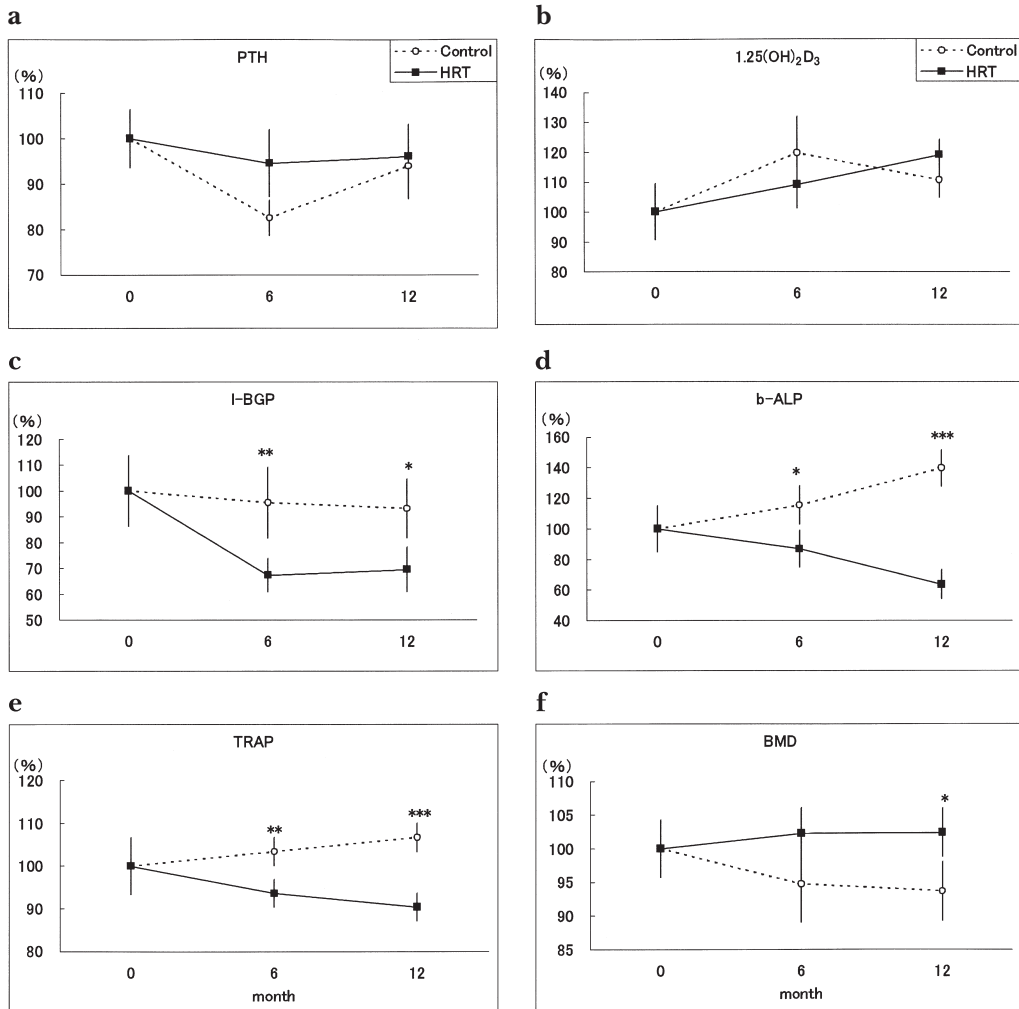 a
PTH
Control
HRT
(%)
110
100
90
80
70
0 6 12
b
1.25(OH)₂D₃
Control
HRT
(%)
140
130
120
110
100
90
80
0 6 12
c
I-BGP
(%)
120
110
100
90
80
70
60
50
** *
0 6 12
d
b-ALP
(%)
160
140
120
100
80
60
40
* ***
0 6 12
e
TRAP
(%)
120
110
100
90
80
** ***
0 6 12
month
f
BMD
(%)
110
105
100
95
90
85
*
0 6 12
month